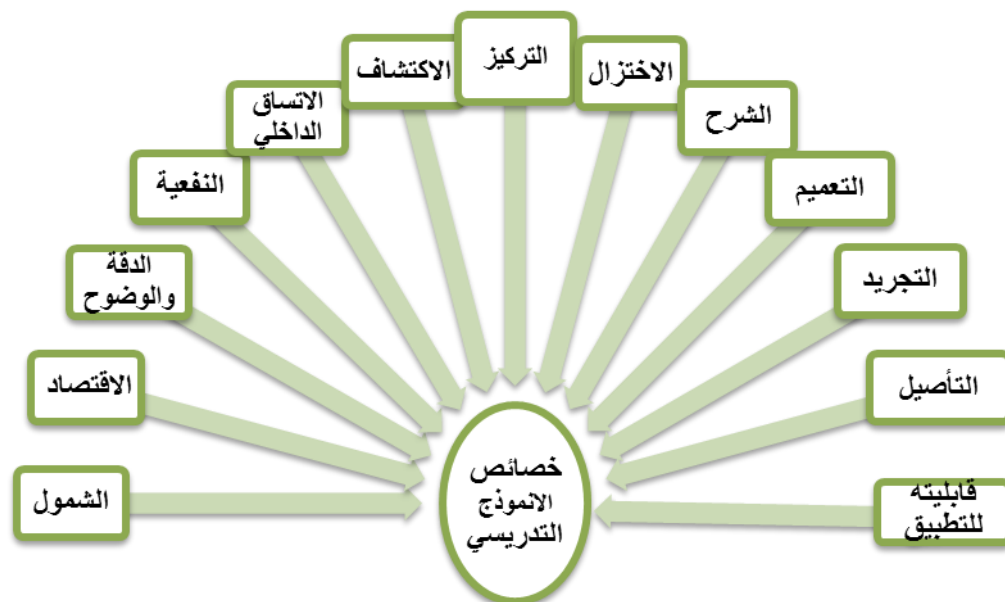 التركيز
الاختزال
الاكتشاف
الشرح
الاتساق
الداخلي
التعميم
النفعية
التجريد
الدقة
والوضوح
التأصيل
الاقتصاد
قابليته
للتطبيق
الشمول
خصائص
الانموذج
التدريسي